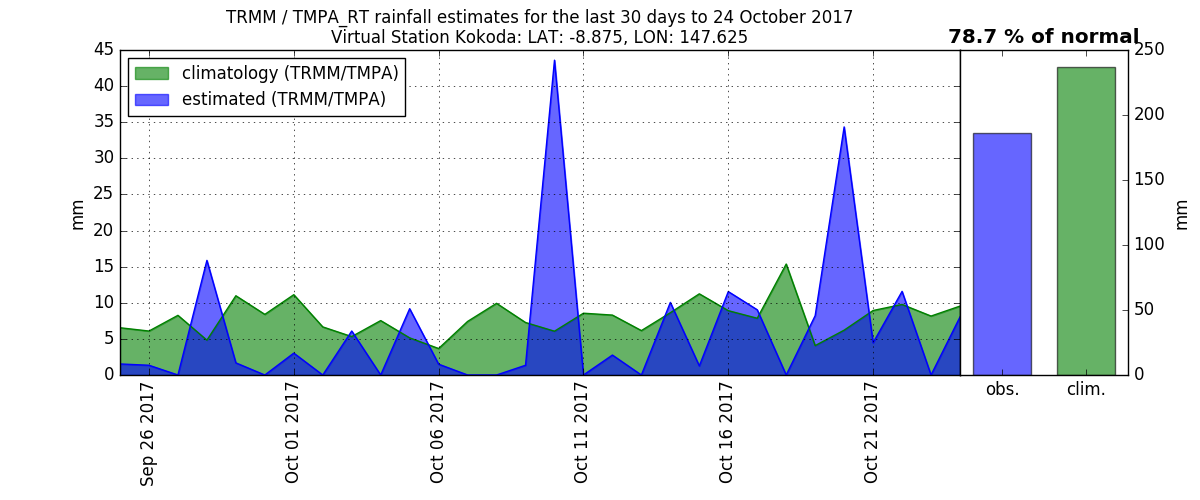 TRMM / TMPA_RT rainfall estimates for the last 30 days to 24 October 2017
Virtual Station Kokoda: LAT: -8.875, LON: 147.625
78.7 % of normal
climatology (TRMM/TMPA)
estimated (TRMM/TMPA)
45
40
35
30
25
20
15
10
5
0
mm
Sep 26 2017
Oct 01 2017
Oct 06 2017
Oct 11 2017
Oct 16 2017
Oct 21 2017
250
200
150
100
50
0
mm
obs.
clim.